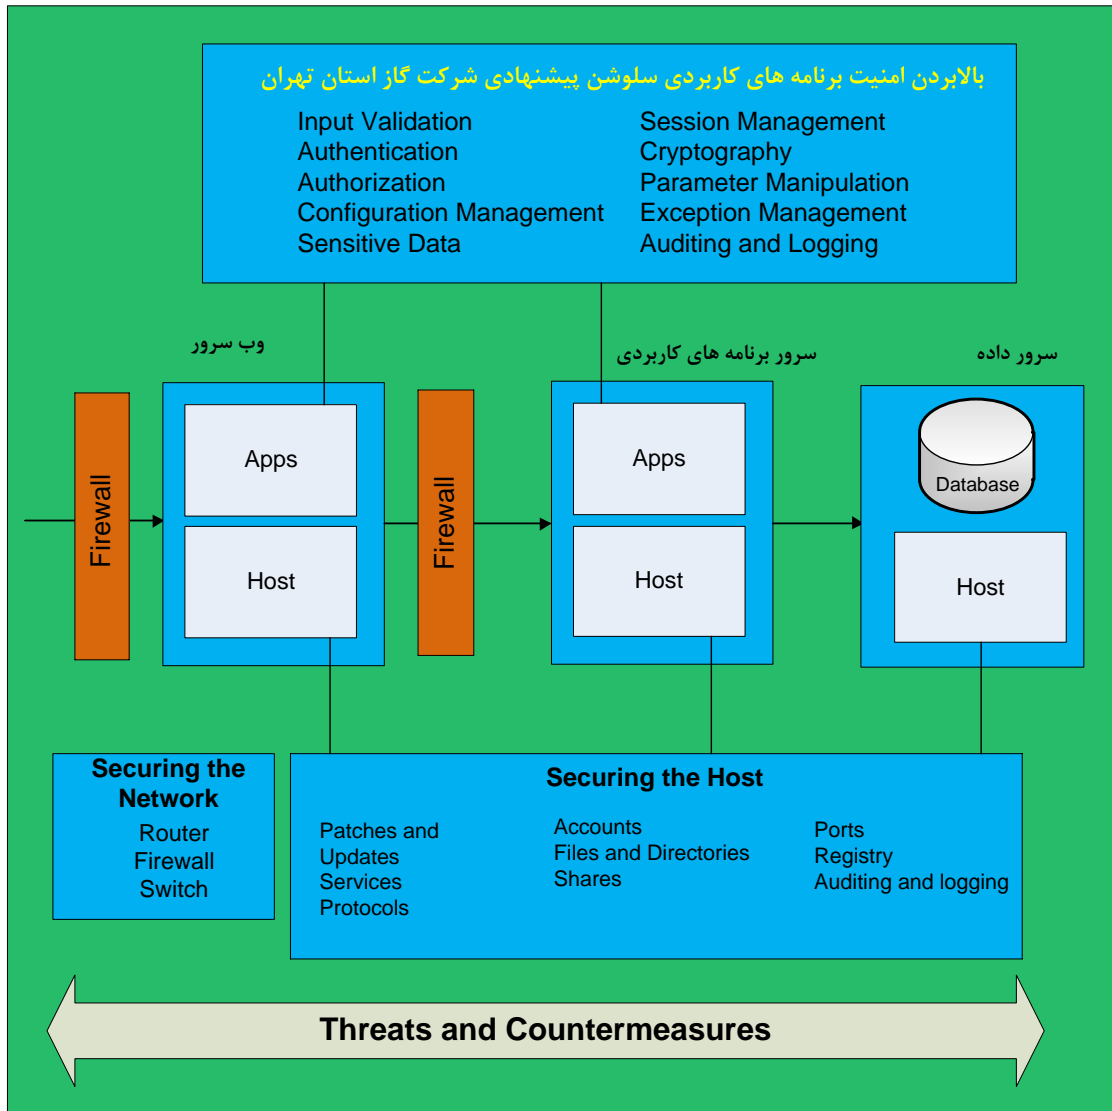 بالابردن امنیت برنامه های کاربردی سلوشن پیشنهادی شرکت گاز استان تهران
Input Validation
Authentication
Authorization
Configuration Management
Sensitive Data
Session Management
Cryptography
Parameter Manipulation
Exception Management
Auditing and Logging
وب سرور
سرور برنامه های کاربردی
سرور داده
Firewall
Apps
Host
Firewall
Apps
Host
Database
Host
Securing the
Network
Router
Firewall
Switch
Securing the Host
Patches and
Updates
Services
Protocols
Accounts
Files and Directories
Shares
Ports
Registry
Auditing and logging
Threats and Countermeasures